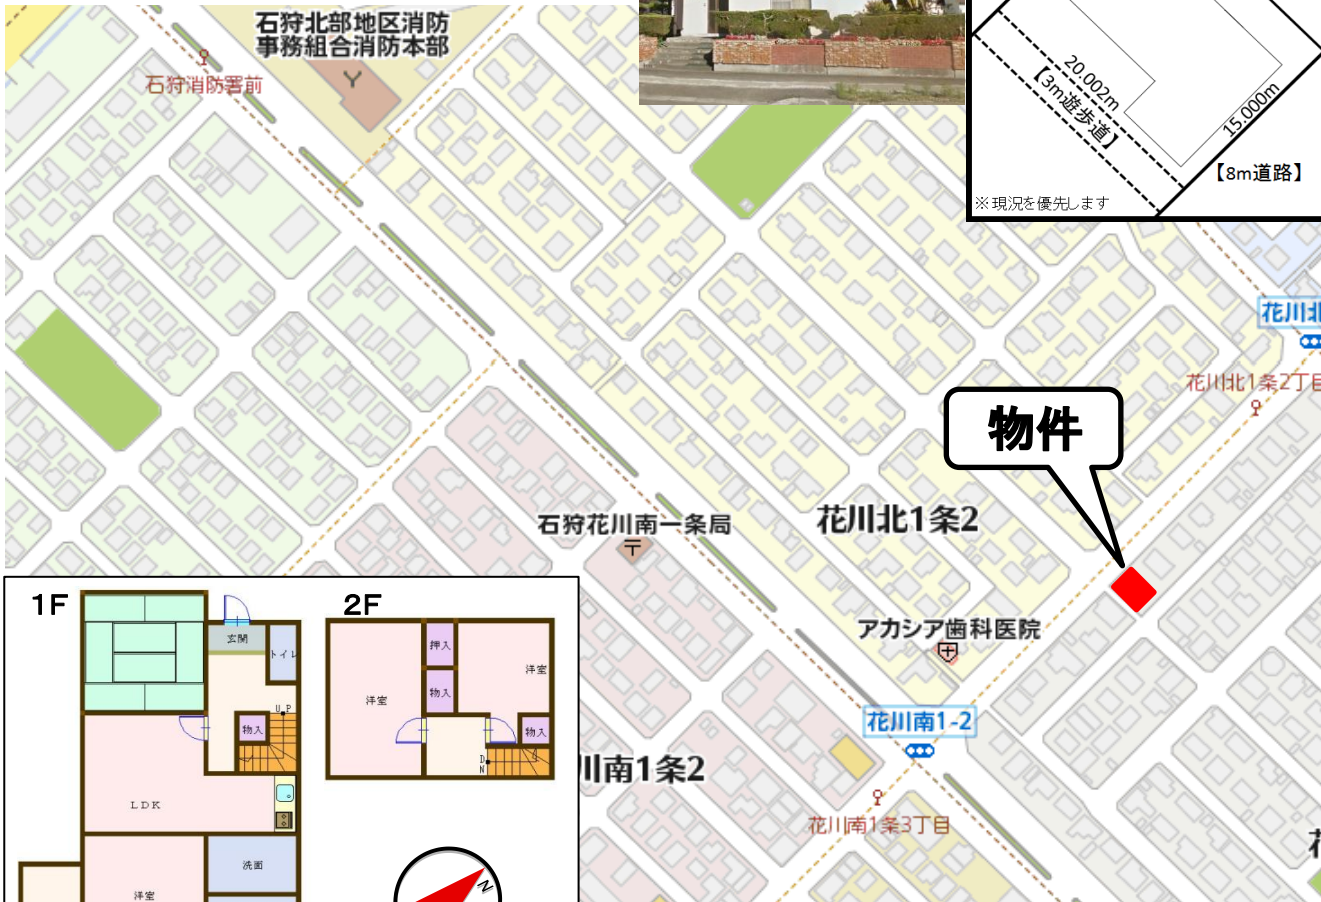 石狩北部地区消防
事務組合消防本部
石狩消防署前
20.002m
【3m遊歩道】
15.000m
【8m道路】
※現況を優先します
花川北
花川北1条2丁目
物件
石狩花川南一条局
花川北1条2
アカシア歯科医院
花川南1-2
川南1条2
花川南1条3丁目
花
1F
玄関
トイレ
UP
物入
LDK
洗面
洋室
2F
押入
洋室
物入
洋室
物入
DN
N